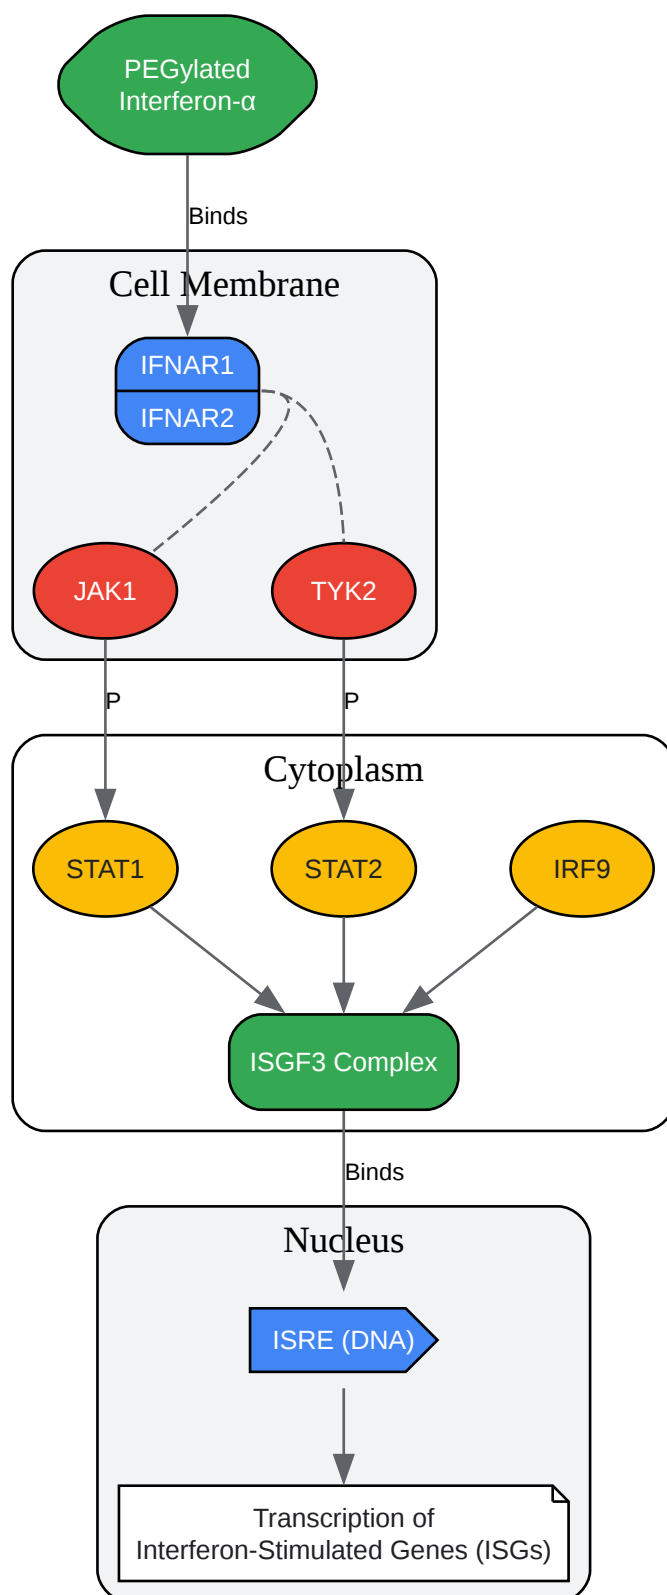 PEGylated
Interferon-α
Binds
Cell Membrane
IFNAR1
IFNAR2
JAK1
TYK2
P
P
Cytoplasm
STAT1
STAT2
IRF9
ISGF3 Complex
Binds
Nucleus
ISRE (DNA)
Transcription of
Interferon-Stimulated Genes (ISGs)